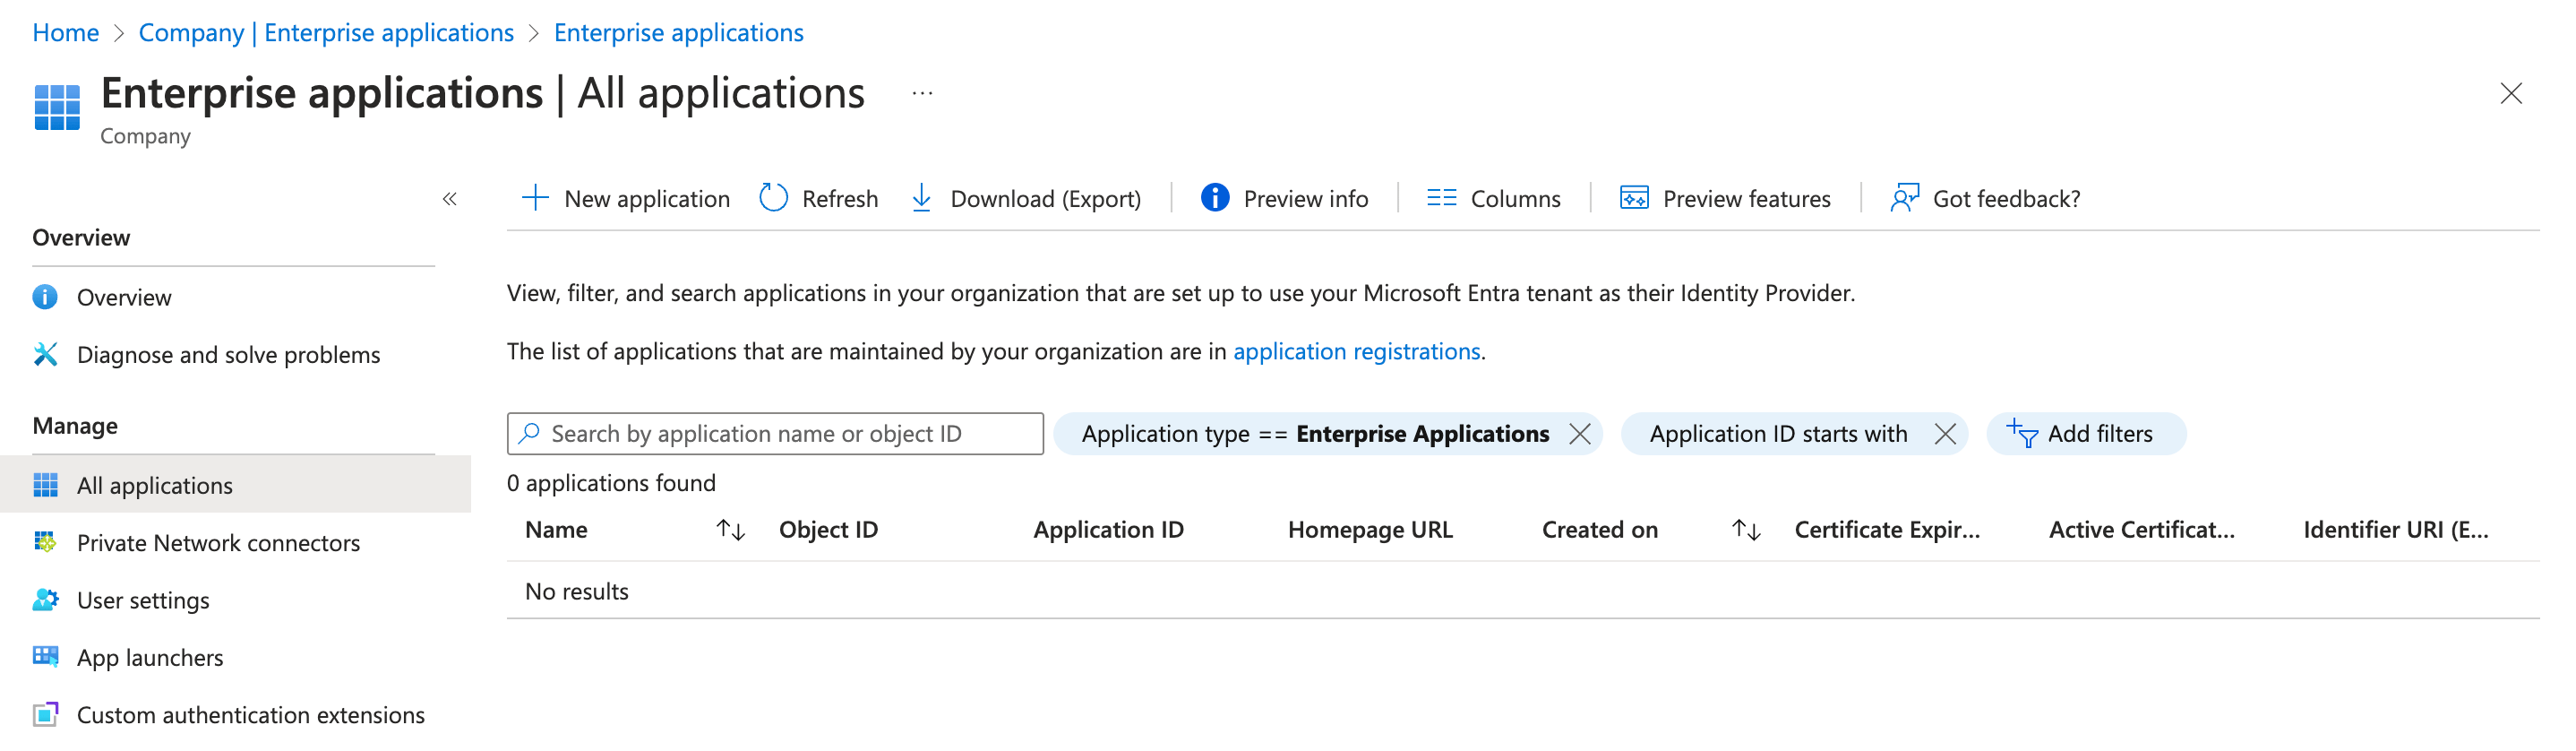 Home > Company | Enterprise applications > Enterprise applications
Enterprise applications | All applications ...
Company
«
New application Refresh Download (Export) Preview info Columns Preview features Got feedback?
Overview
Overview
Diagnose and solve problems
Manage
All applications
Private Network connectors
User settings
App launchers
Custom authentication extensions
View, filter, and search applications in your organization that are set up to use your Microsoft Entra tenant as their Identity Provider.
The list of applications that are maintained by your organization are in application registrations.
Search by application name or object ID Application type == Enterprise Applications Application ID starts with Add filters
0 applications found
Name Object ID Application ID Homepage URL Created on Certificate Expir... Active Certificat... Identifier URI (E...
No results